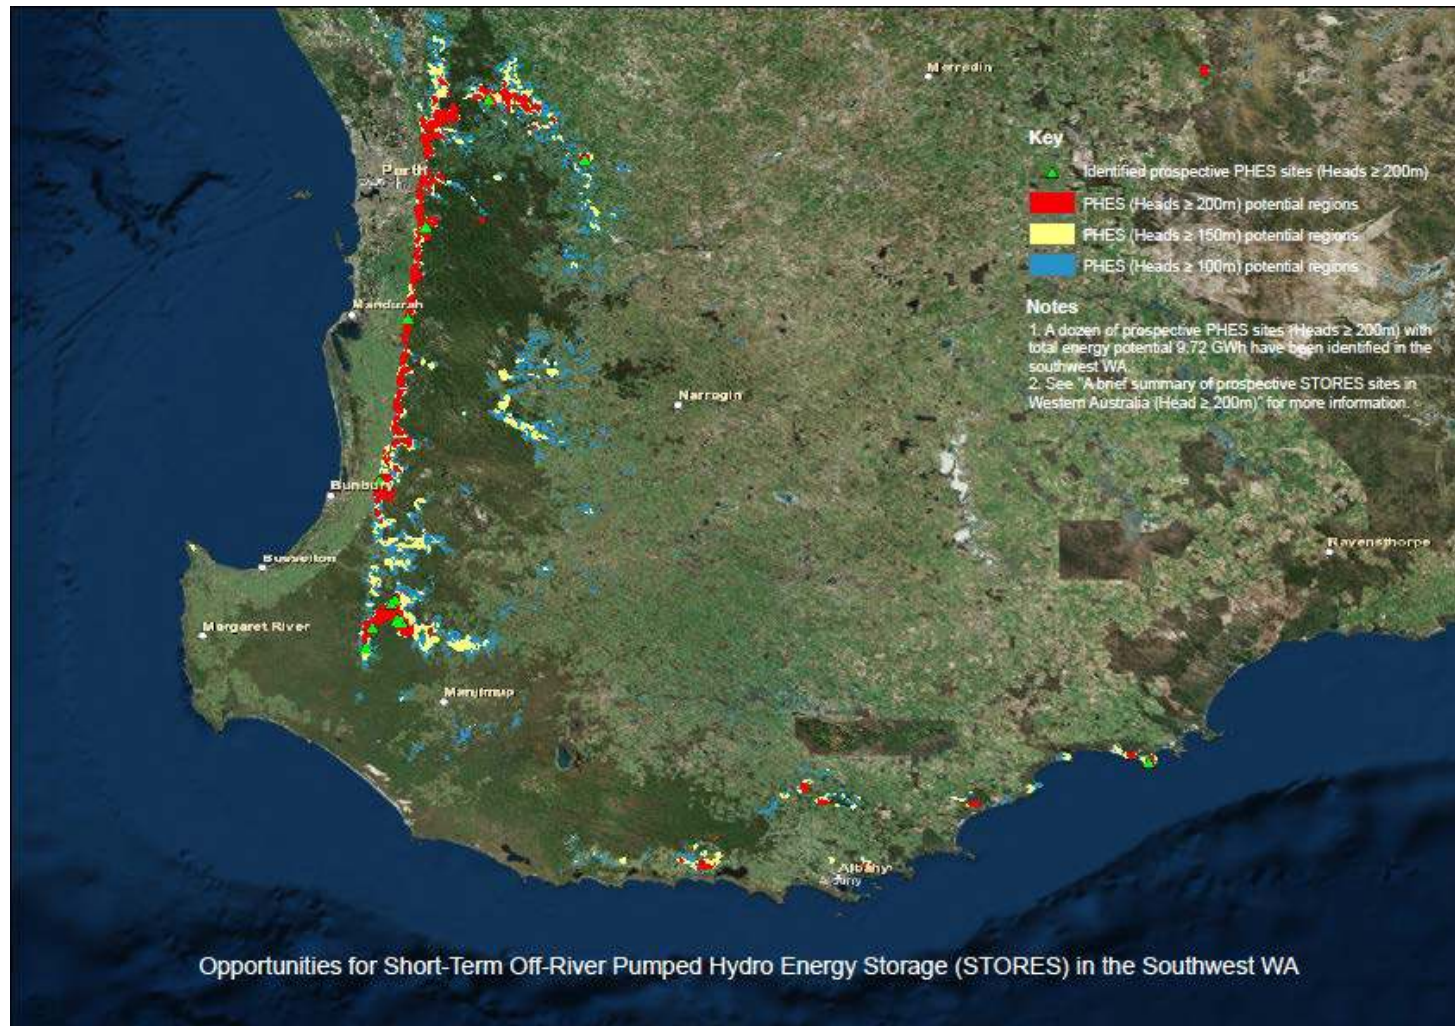 Merredin
Key
Perth
Identified prospective PHES sites (Heads ≥ 200m)
PHES (Heads ≥ 200m) potential regions
PHES (Heads ≥ 150m) potential regions
PHES (Heads ≥ 100m) potential regions
Mandurah
Notes
1. A dozen of prospective PHES sites (Heads ≥ 200m) with
total energy potential 9.72 GWh have been identified in the
southwest WA.
2. See "A brief summary of prospective STORES sites in
Western Australia (Head ≥ 200m)" for more information.
Narrogin
Bunbury
Ravensthorpe
Busselton
Margaret River
Manjimup
Albany
Albany
Opportunities for Short-Term Off-River Pumped Hydro Energy Storage (STORES) in the Southwest WA